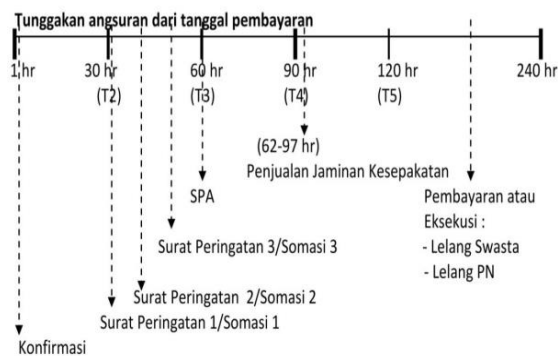 Tunggakan angsuran dari tanggal pembayaran
1 hr 30 hr 60 hr 90 hr 120 hr 240 hr
(T2) (T3) (T4) (T5)
(62-97 hr)
Penjualan Jaminan Kesepakatan
SPA
Pembayaran atau
Eksekusi :
- Lelang Swasta
- Lelang PN
Surat Peringatan 3/Somasi 3
Surat Peringatan 2/Somasi 2
Surat Peringatan 1/Somasi 1
Konfirmasi